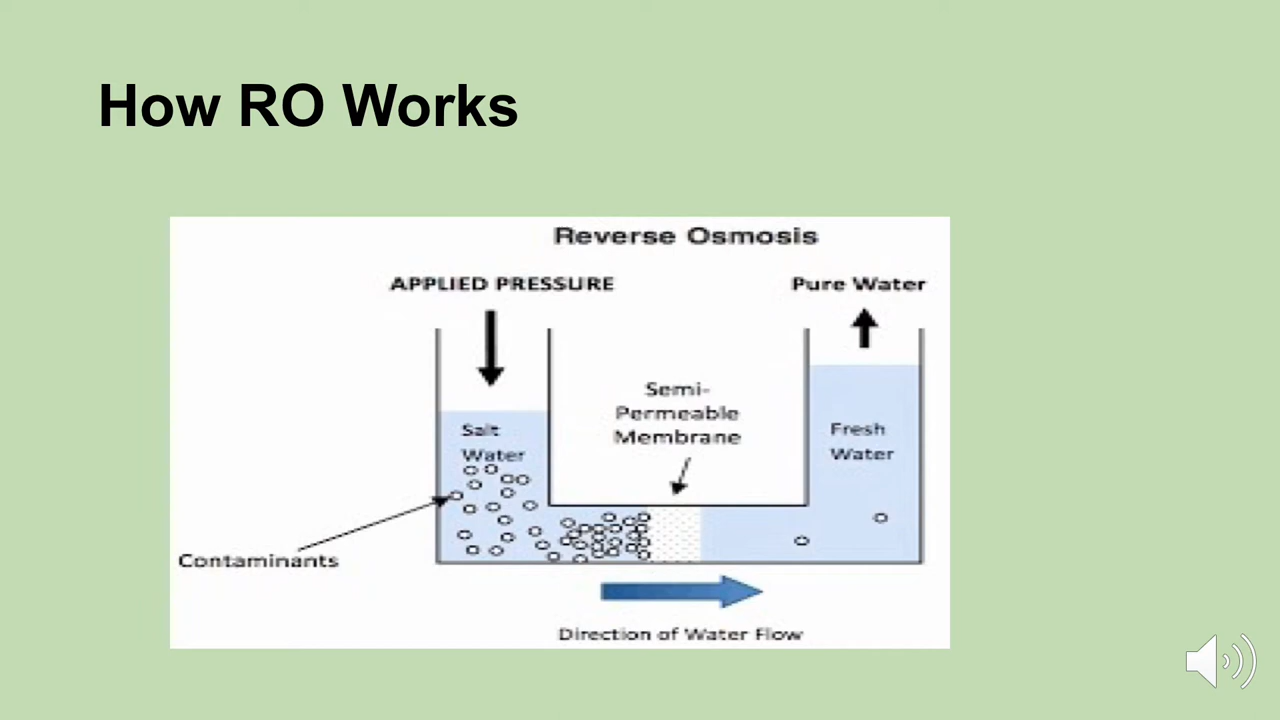 How RO Works
Reverse Osmosis
APPLIED PRESSURE
Pure Water
Semi-
Permeable
Membrane
Salt
Water
Fresh
Water
Contaminants
Direction of Water Flow